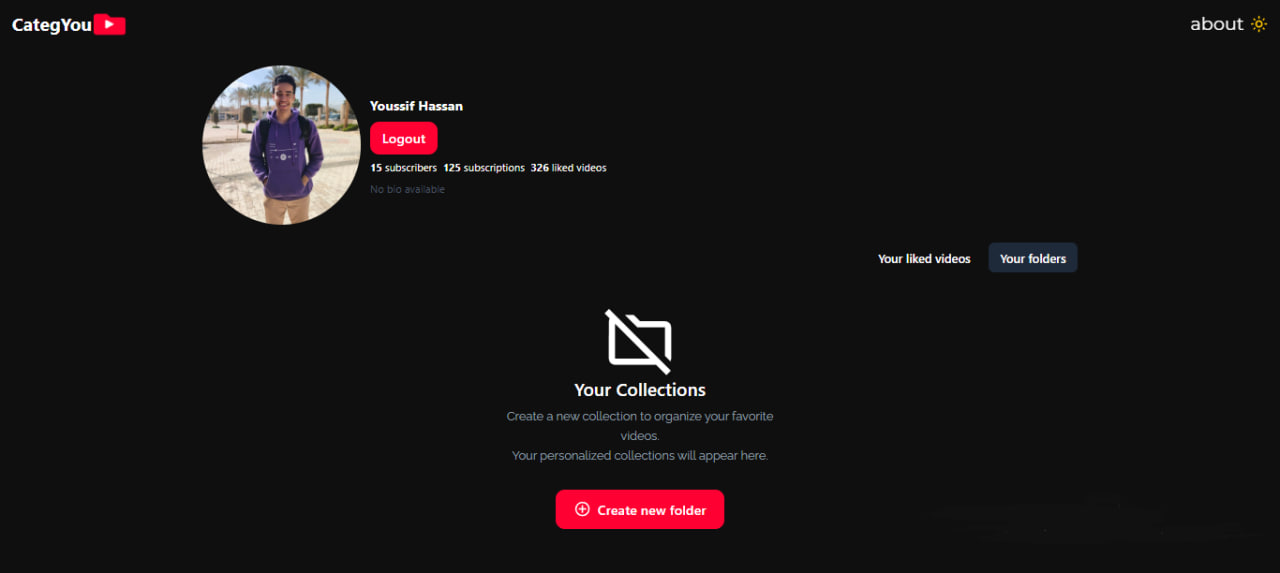 CategYou
about
Youssif Hassan
Logout
15 subscribers 125 subscriptions 326 liked videos
No bio available
Your liked videos
Your folders
Your Collections
Create a new collection to organize your favorite
videos.
Your personalized collections will appear here.
Create new folder